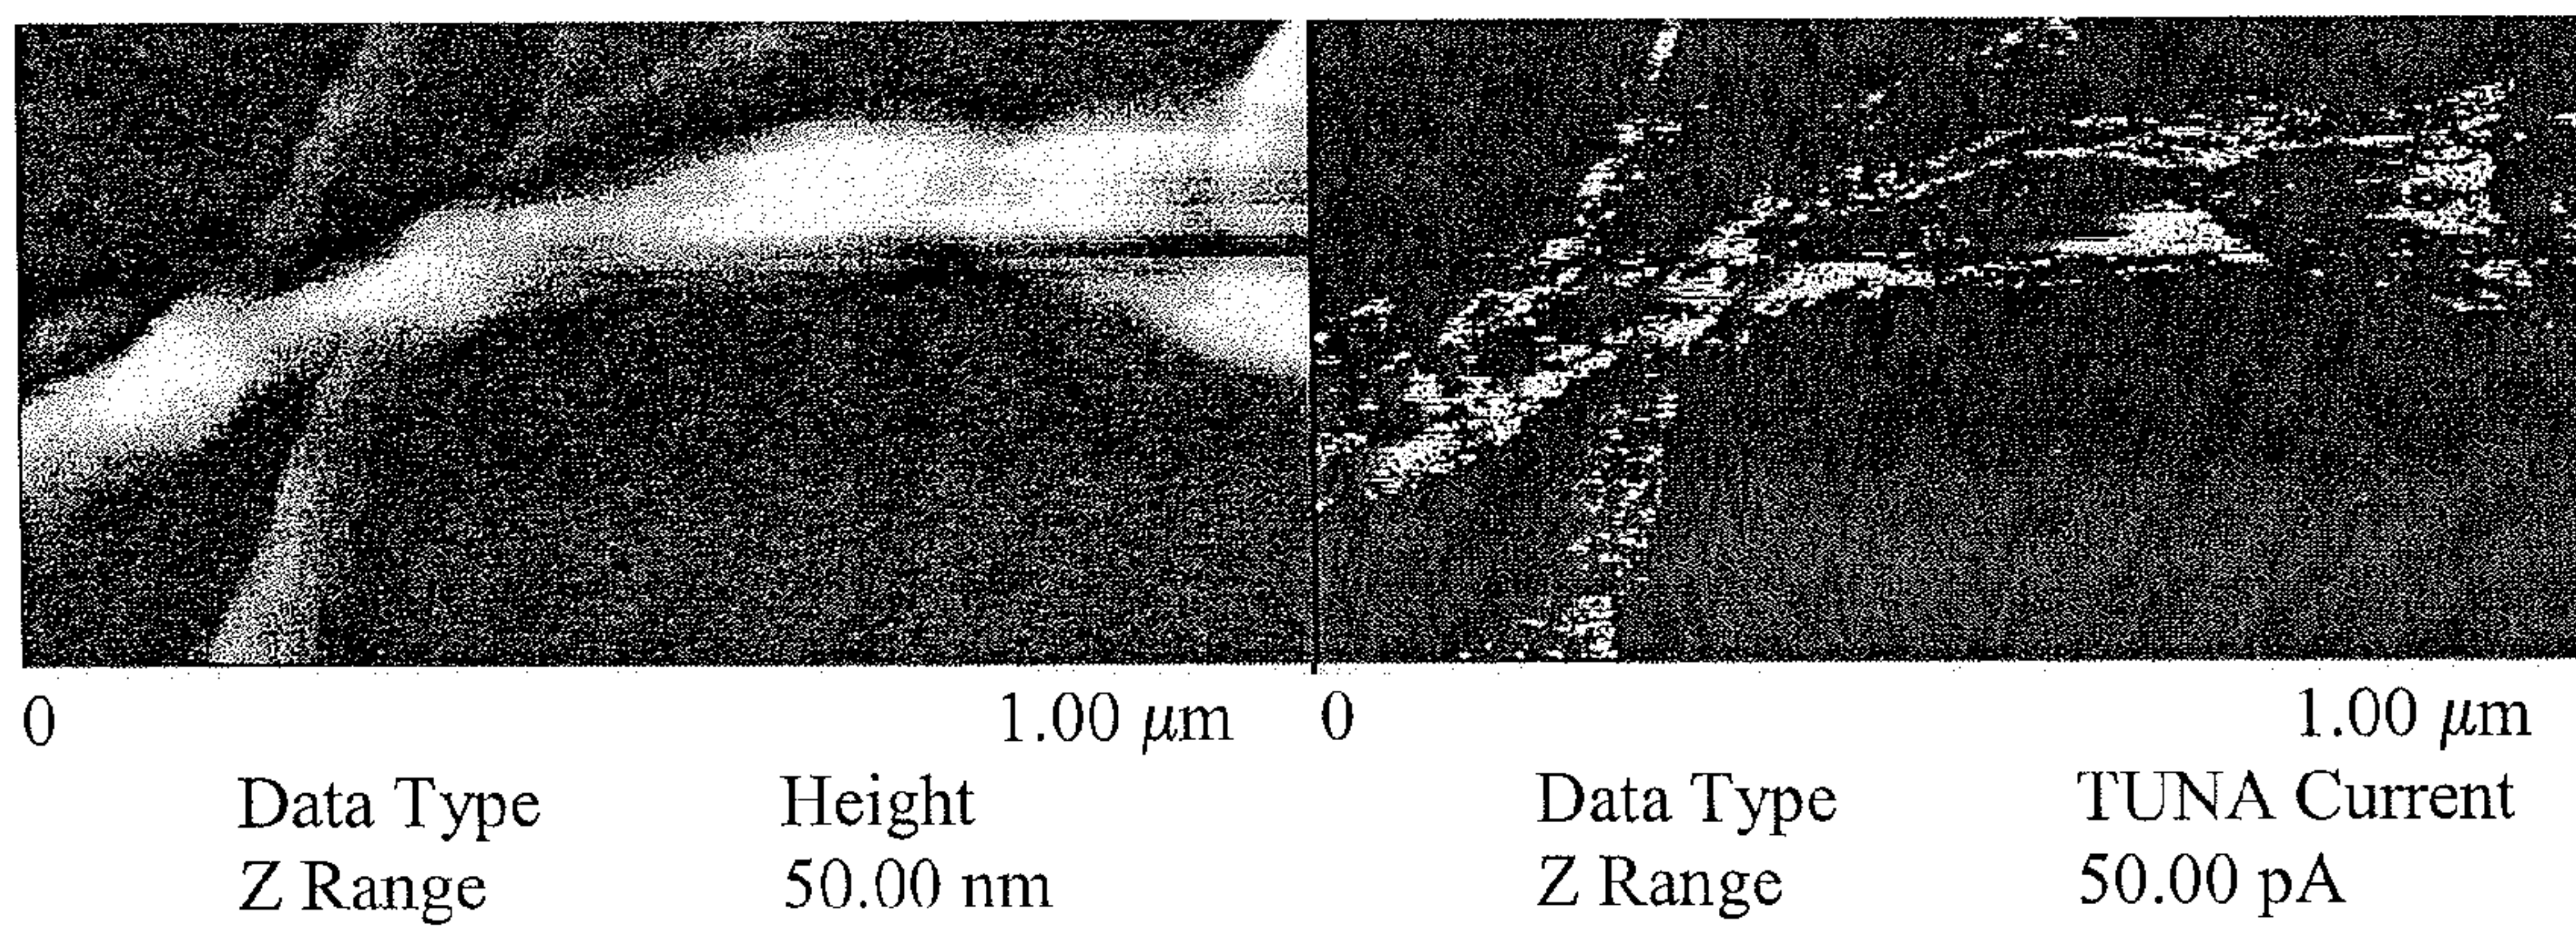 0 1.00 μm 0 1.00 μm
Data Type Height Data Type TUNA Current
Z Range 50.00 nm Z Range 50.00 pA